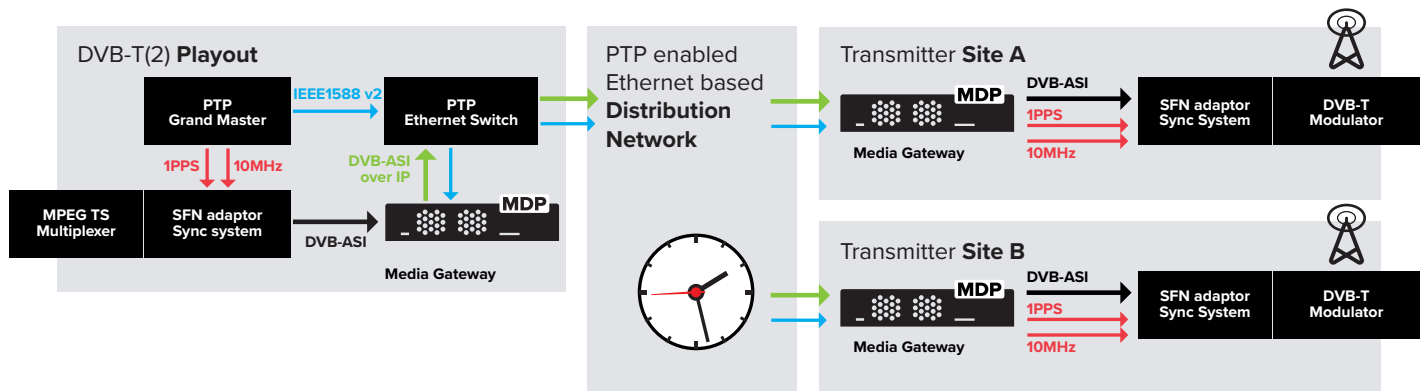 DVB-T(2) Playout
PTP
Grand Master
IEEE1588 v2
PTP
Ethernet Switch
1PPS
10MHz
DVB-ASI
over IP
MPEG TS
Multiplexer
SFN adaptor
Sync system
DVB-ASI
MDP
Media Gateway
PTP enabled
Ethernet based
Distribution
Network
Transmitter Site A
MDP
Media Gateway
DVB-ASI
1PPS
10MHz
SFN adaptor
Sync System
DVB-T
Modulator
Transmitter Site B
MDP
Media Gateway
DVB-ASI
1PPS
10MHz
SFN adaptor
Sync System
DVB-T
Modulator